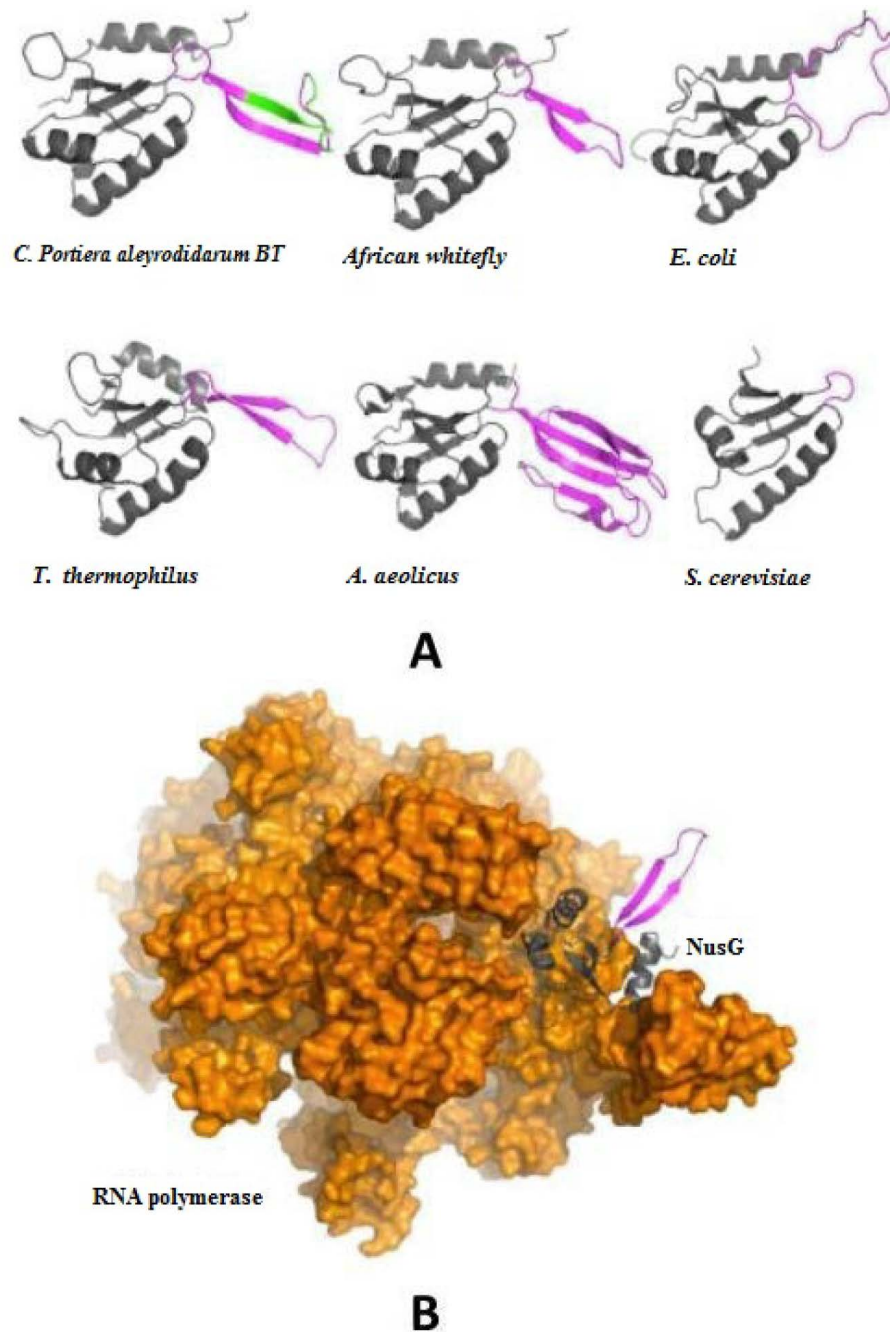 C. Portiera aleyrodidarum BT
African whitefly
E. coli
T. thermophilus
A. aeolicus
S. cerevisiae
A
NusG
RNA polymerase
B